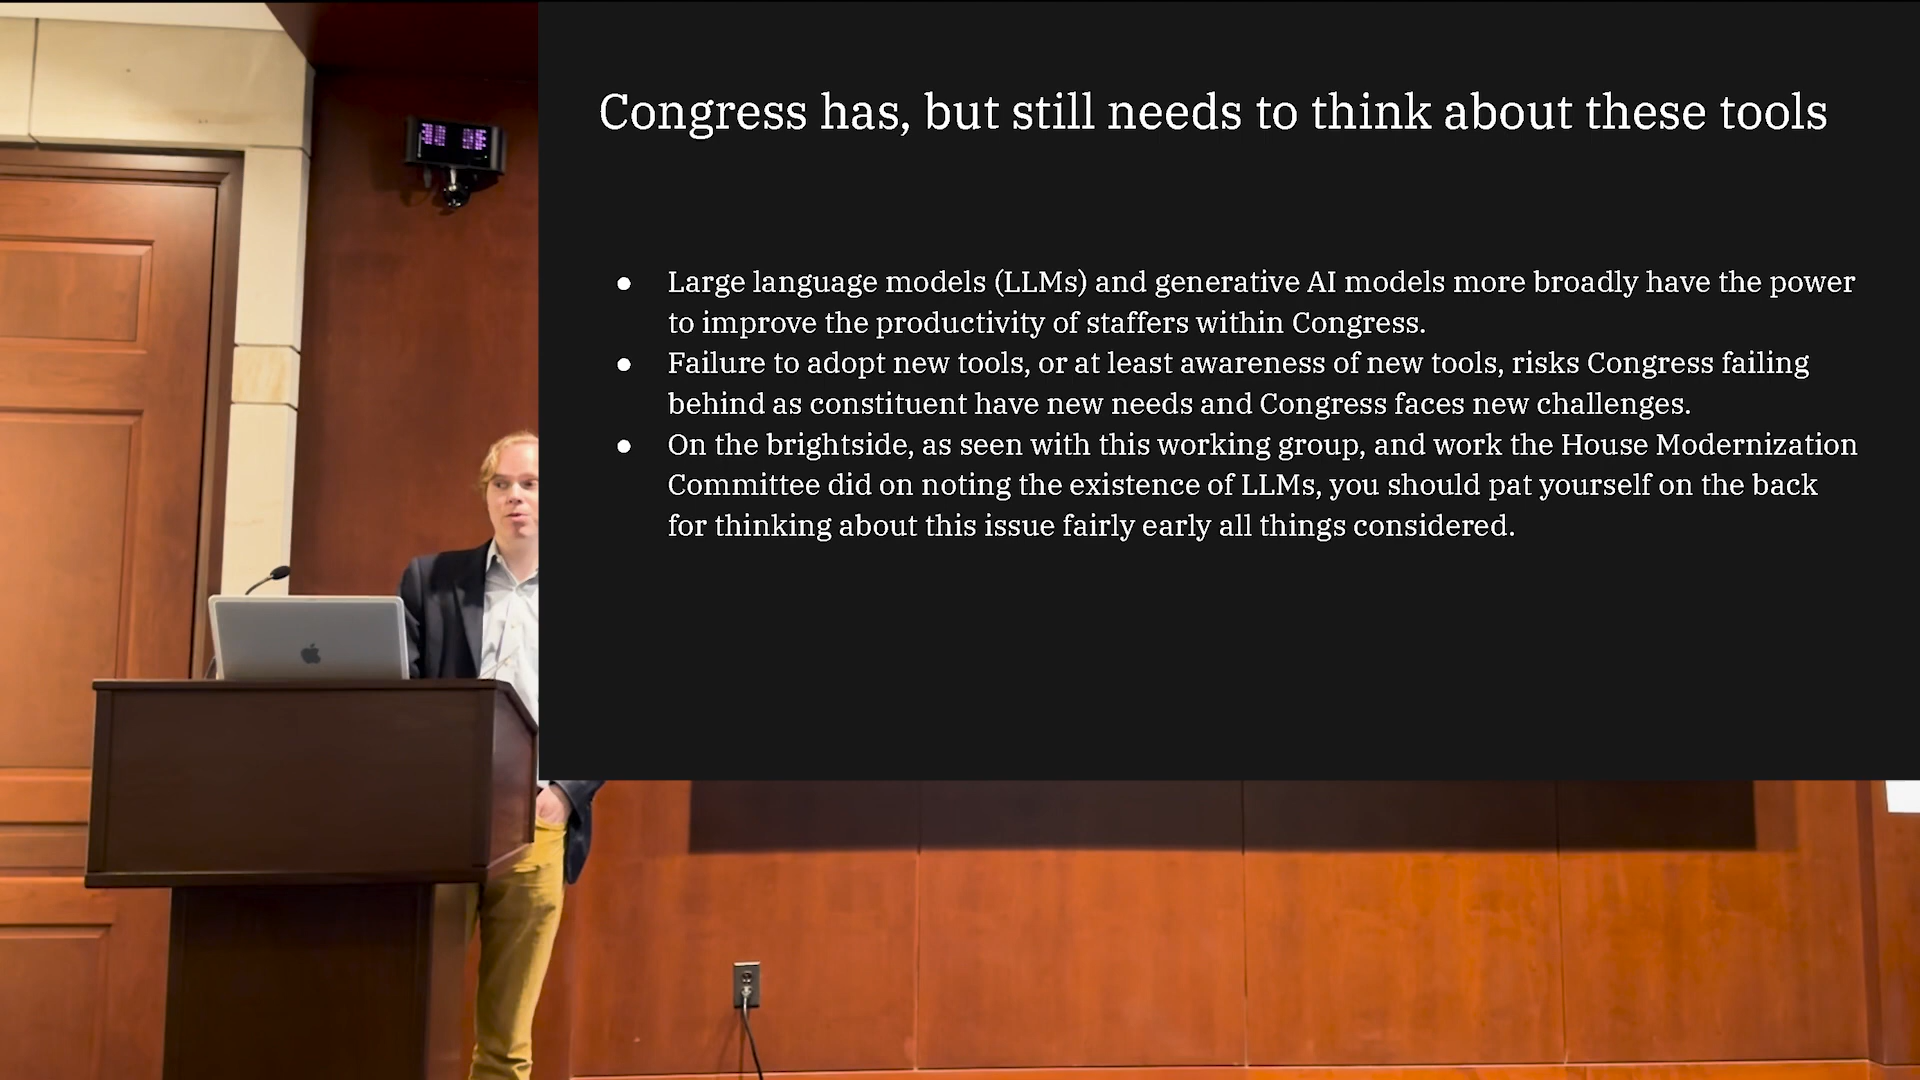 Congress has, but still needs to think about these tools
● Large language models (LLMs) and generative AI models more broadly have the power
to improve the productivity of staffers within Congress.
● Failure to adopt new tools, or at least awareness of new tools, risks Congress failing
behind as constituent have new needs and Congress faces new challenges.
● On the brightside, as seen with this working group, and work the House Modernization
Committee did on noting the existence of LLMs, you should pat yourself on the back
for thinking about this issue fairly early all things considered.